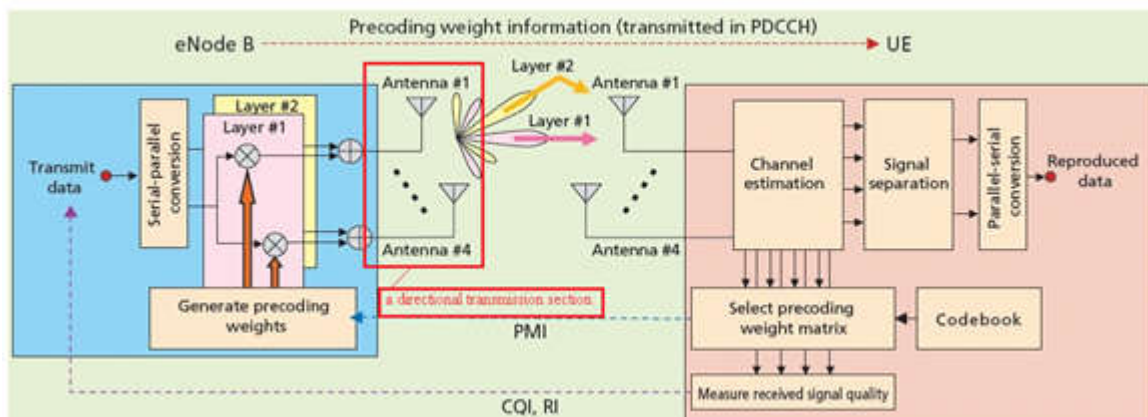 Precoding weight information (transmitted in PDCCH)
eNode B
UE
Layer #2
Antenna #1
Antenna #1
Layer #2
Layer #1
Layer #1
Transmit
data
Serial-parallel
conversion
Channel
estimation
Signal
separation
Parallel-serial
conversion
Reproduced
data
Antenna #4
Antenna #4
Generate precoding
weights
a directional transmission section
Select precoding
weight matrix
Codebook
PMI
Measure received signal quality
CQI, RI